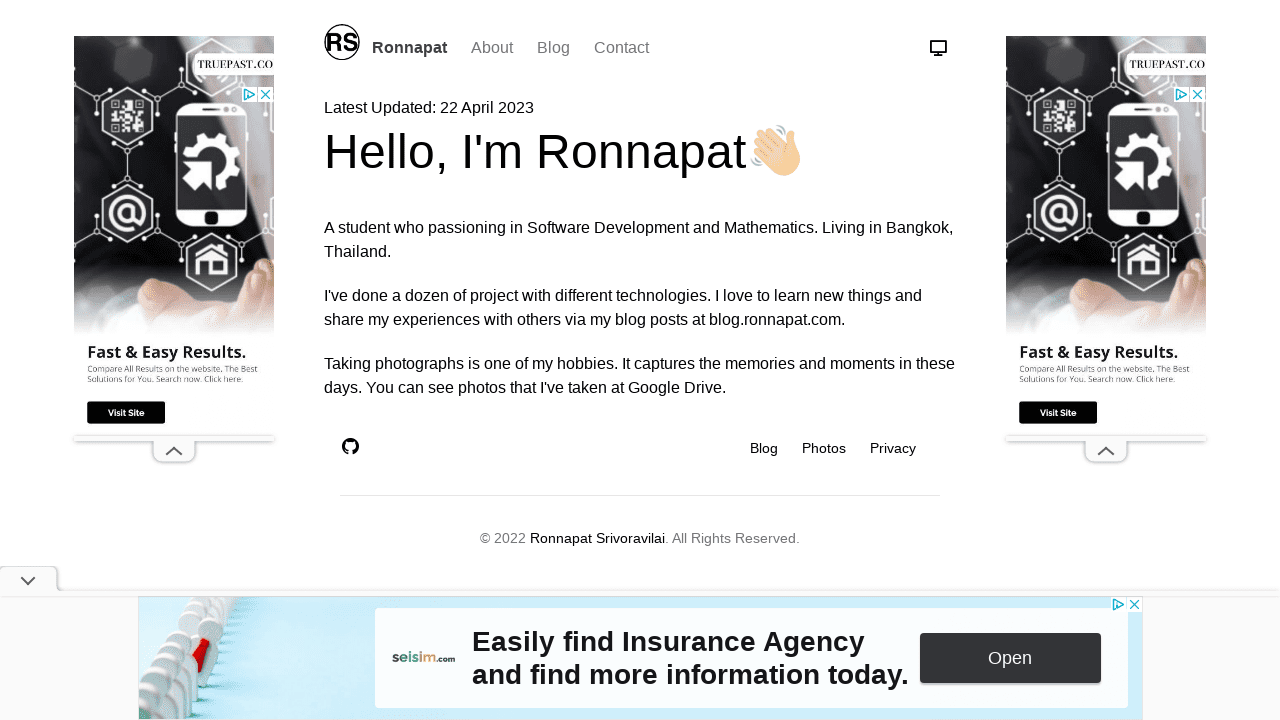 RS Ronnapat About Blog Contact
Latest Updated: 22 April 2023
Hello, I'm Ronnapat👋🏼
A student who passioning in Software Development and Mathematics. Living in Bangkok,
Thailand.
I've done a dozen of project with different technologies. I love to learn new things and
share my experiences with others via my blog posts at blog.ronnapat.com.
Taking photographs is one of my hobbies. It captures the memories and moments in these
days. You can see photos that I've taken at Google Drive.
Blog Photos Privacy
© 2022 Ronnapat Srivoravilai. All Rights Reserved.
TRUEPAST.CO
Fast & Easy Results.
Compare All Results on the website. The Best
Solutions for You. Search now. Click here.
Visit Site
TRUEPAST.CO
Fast & Easy Results.
Compare All Results on the website. The Best
Solutions for You. Search now. Click here.
Visit Site
seisim.com
Easily find Insurance Agency
and find more information today.
Open